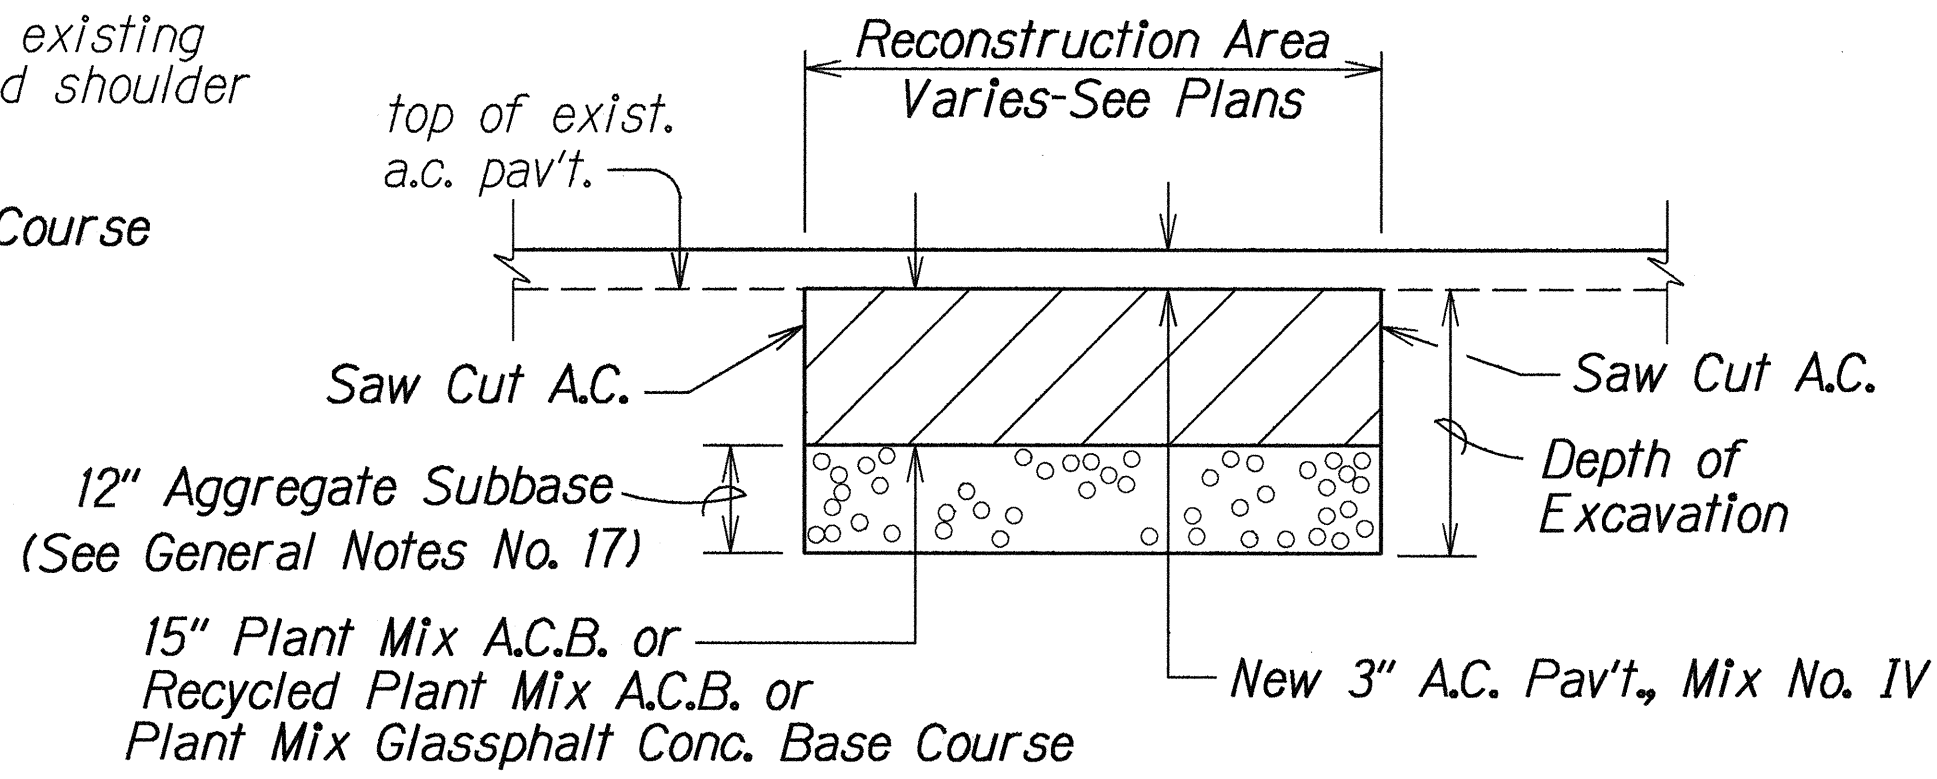 existing
shoulder
Course
Reconstruction Area
Varies-See Plans
top of exist.
a.c. pav't.
Saw Cut A.C.
Saw Cut A.C.
12" Aggregate Subbase
(See General Notes No. 17)
Depth of
Excavation
15" Plant Mix A.C.B. or
Recycled Plant Mix A.C.B. or
Plant Mix Glassphalt Conc. Base Course
New 3" A.C. Pav't., Mix No. IV